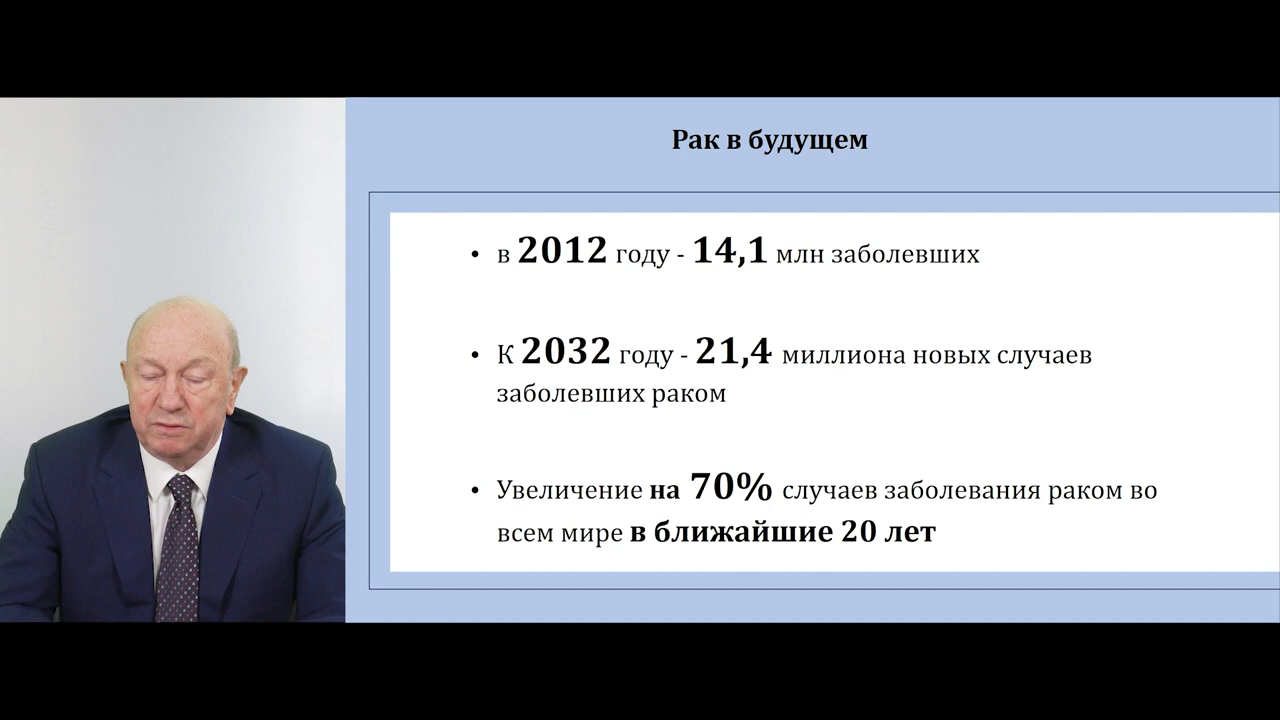 Рак в будущем
• в 2012 году - 14,1 млн заболевших
• К 2032 году - 21,4 миллиона новых случаев
заболевших раком
• Увеличение на 70% случаев заболевания раком во
всем мире в ближайшие 20 лет